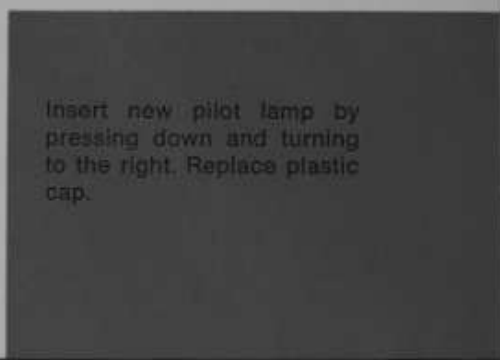 Insert new pilot lamp by
pressing down and turning
to the right. Replace plastic
cap.